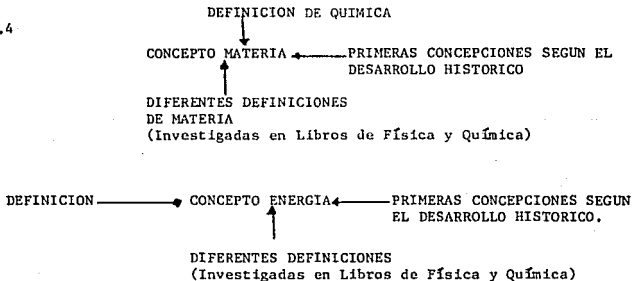 DEFINICION DE QUIMICA
.4
CONCEPTO MATERIA PRIMERAS CONCEPCIONES SEGUN EL
DESARROLLO HISTORICO
DIFERENTES DEFINICIONES
DE MATERIA
(Investigadas en Libros de Física y Química)
DEFINICION CONCEPTO ENERGIA PRIMERAS CONCEPCIONES SEGUN
EL DESARROLLO HISTORICO.
DIFERENTES DEFINICIONES
(Investigadas en Libros de Física y Química)